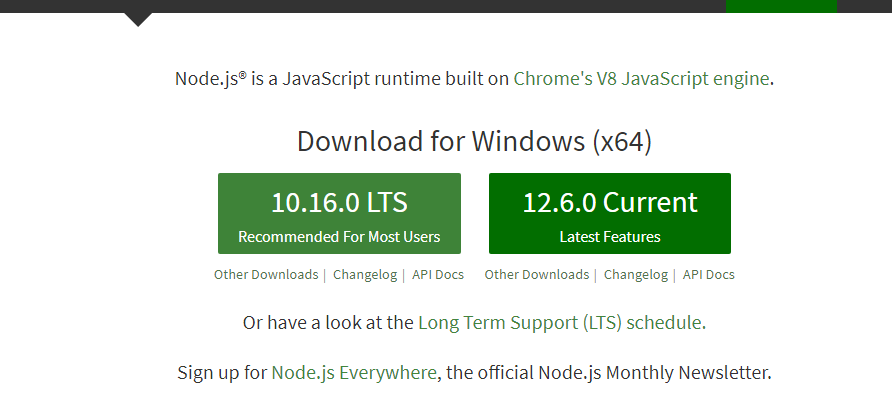 Node.js® is a JavaScript runtime built on Chrome's V8 JavaScript engine.
Download for Windows (x64)
10.16.0 LTS
Recommended For Most Users
12.6.0 Current
Latest Features
Other Downloads | Changelog | API Docs
Other Downloads | Changelog | API Docs
Or have a look at the Long Term Support (LTS) schedule.
Sign up for Node.js Everywhere, the official Node.js Monthly Newsletter.